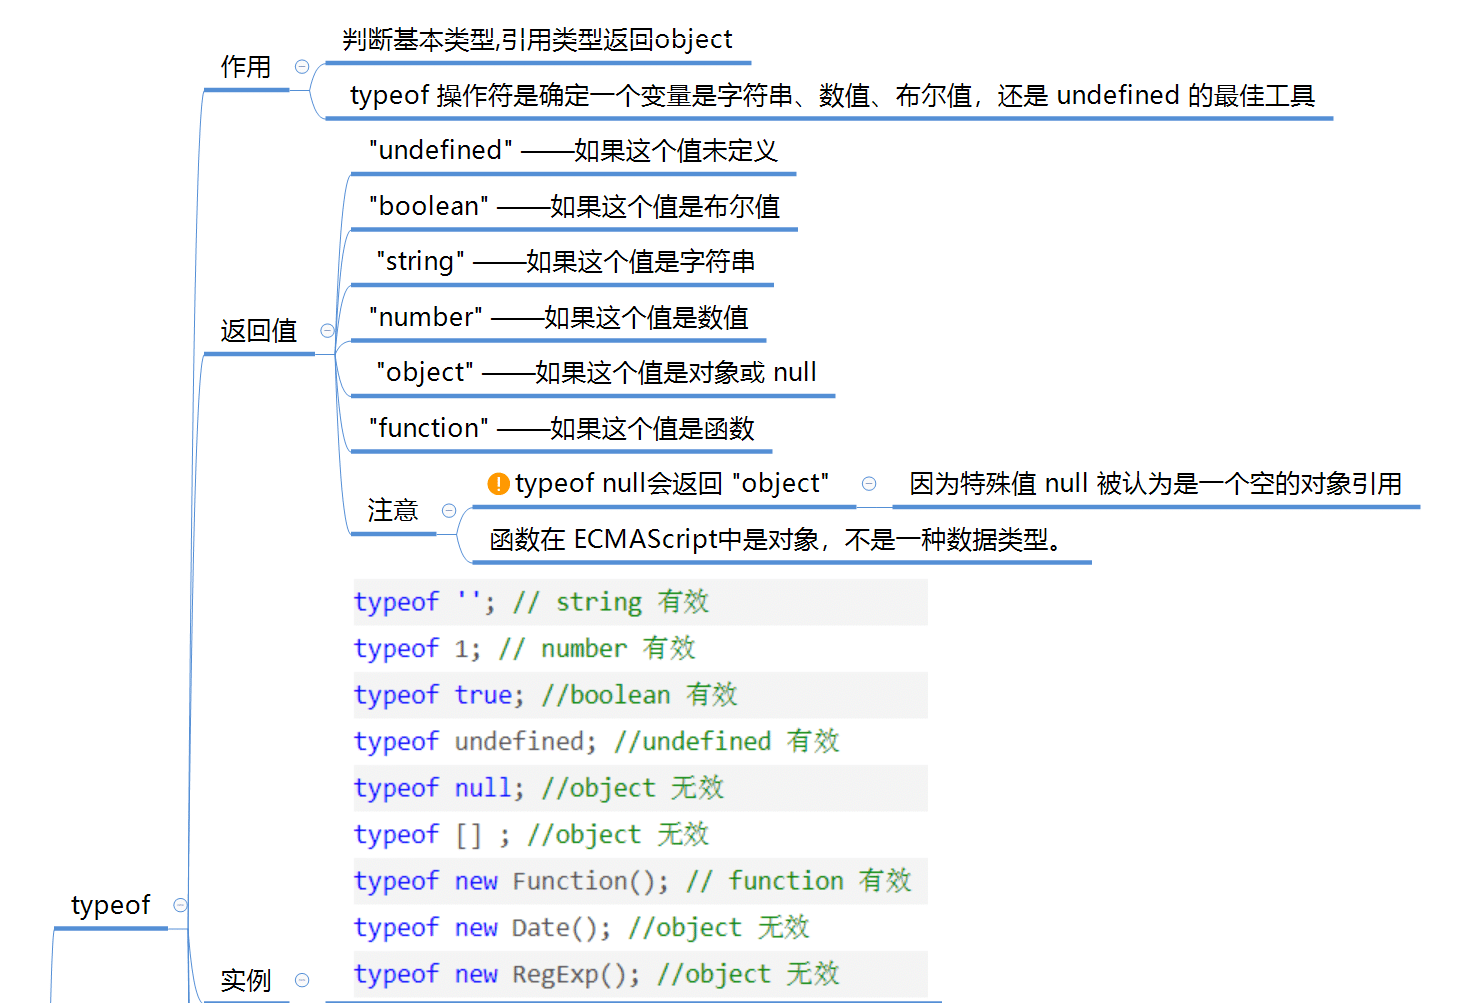 作用
判断基本类型,引用类型返回object
typeof 操作符是确定一个变量是字符串、数值、布尔值，还是 undefined 的最佳工具
返回值
"undefined" ——如果这个值未定义
"boolean" ——如果这个值是布尔值
"string" ——如果这个值是字符串
"number" ——如果这个值是数值
"object" ——如果这个值是对象或 null
"function" ——如果这个值是函数
注意
typeof null会返回 "object"
因为特殊值 null 被认为是一个空的对象引用
函数在 ECMAScript中是对象，不是一种数据类型。
typeof
实例
typeof ''; // string 有效
typeof 1; // number 有效
typeof true; //boolean 有效
typeof undefined; //undefined 有效
typeof null; //object 无效
typeof [] ; //object 无效
typeof new Function(); // function 有效
typeof new Date(); //object 无效
typeof new RegExp(); //object 无效